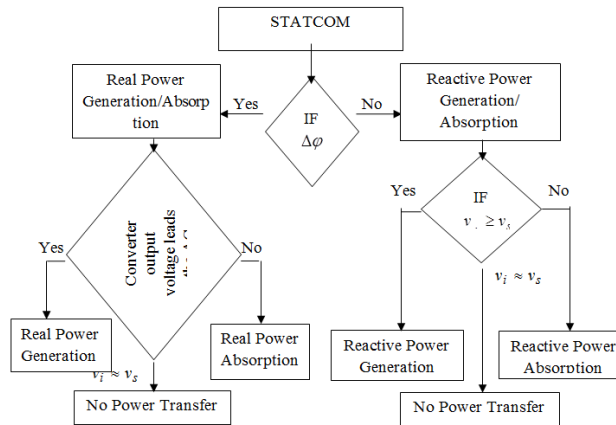 STATCOM
Real Power
Generation/Absorp
tion
Yes
IF
Δφ
No
Reactive Power
Generation/
Absorption
Yes
Converter
output
voltage leads
No
Yes
IF
v . ≥ vₛ
No
vᵢ ≈ vₛ
Real Power
Generation
Real Power
Absorption
vᵢ ≈ vₛ
No Power Transfer
Reactive Power
Generation
Reactive Power
Absorption
No Power Transfer